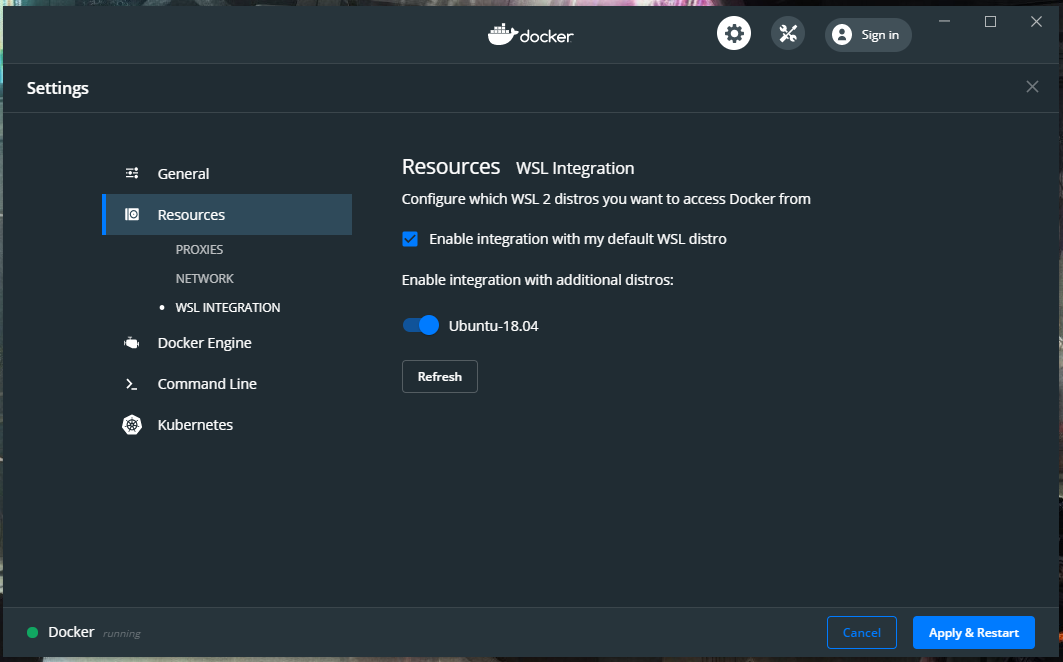 docker
Sign in
Settings
General
Resources
PROXIES
NETWORK
WSL INTEGRATION
Docker Engine
Command Line
Kubernetes
Resources WSL Integration
Configure which WSL 2 distros you want to access Docker from
Enable integration with my default WSL distro
Enable integration with additional distros:
Ubuntu-18.04
Refresh
Docker running
Cancel
Apply & Restart